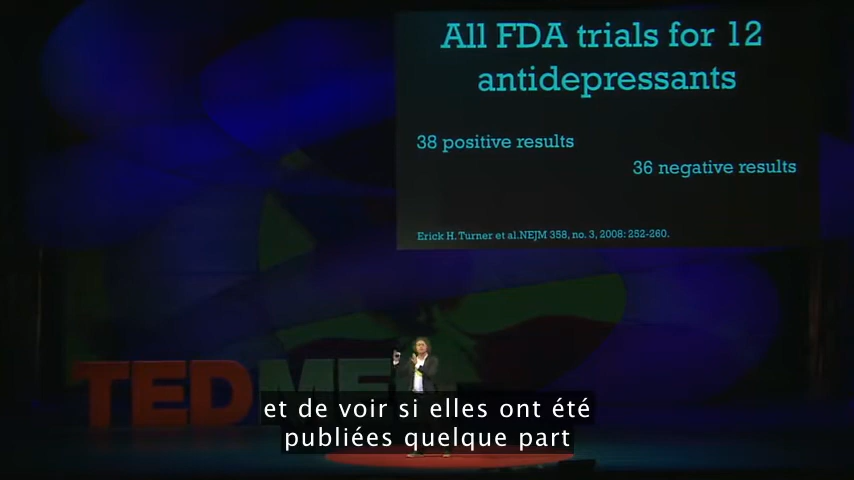 All FDA trials for 12
antidepressants
38 positive results
36 negative results
Erick H. Turner et al.NEJM 358, no. 3, 2008: 252-260.
TEDME
et de voir si elles ont été
publiées quelque part